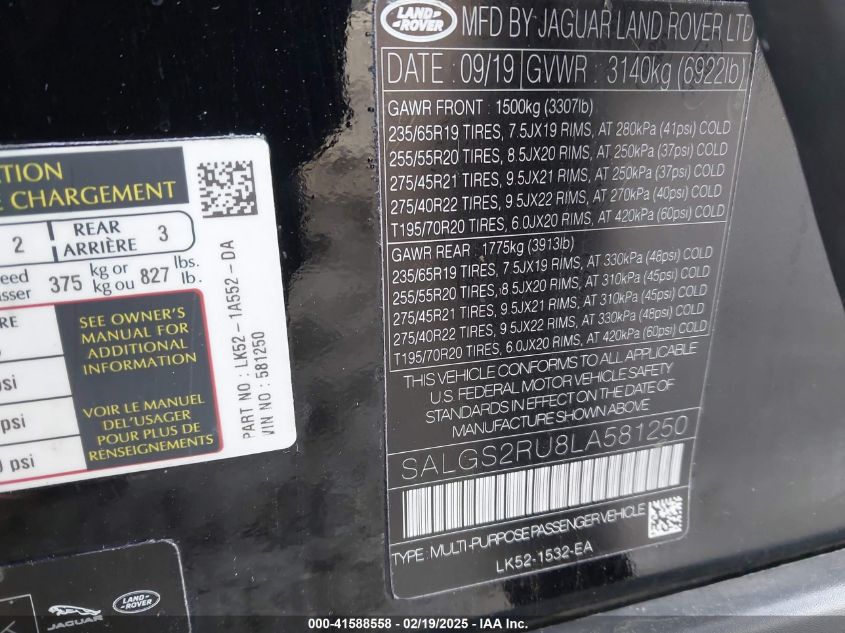 LAND-
ROVER
MFD BY JAGUAR LAND ROVER LTD
DATE : 09/19 GVWR : 3140kg (6922lb)
GAWR FRONT : 1500kg (3307lb)
235/65R19 TIRES, 7.5JX19 RIMS, AT 280kPa (41psi) COLD
255/55R20 TIRES, 8.5JX20 RIMS, AT 250kPa (37psi) COLD
275/45R21 TIRES, 9.5JX21 RIMS, AT 250kPa (37psi) COLD
275/40R22 TIRES, 9.5JX22 RIMS, AT 270kPa (40psi) COLD
T195/70R20 TIRES, 6.0JX20 RIMS, AT 420kPa (60psi) COLD
GAWR REAR : 1775kg (3913lb)
235/65R19 TIRES, 7.5JX19 RIMS, AT 330kPa (48psi) COLD
255/55R20 TIRES, 8.5JX20 RIMS, AT 310kPa (45psi) COLD
275/45R21 TIRES, 9.5JX21 RIMS, AT 310kPa (45psi) COLD
275/40R22 TIRES, 9.5JX22 RIMS, AT 330kPa (48psi) COLD
T195/70R20 TIRES, 6.0JX20 RIMS, AT 420kPa (60psi) COLD
THIS VEHICLE CONFORMS TO ALL APPLICABLE
U.S. FEDERAL MOTOR VEHICLE SAFETY
STANDARDS IN EFFECT ON THE DATE OF
MANUFACTURE SHOWN ABOVE
SALGS2RU8LA581250
TYPE : MULTI-PURPOSE PASSENGER VEHICLE
LK52-1532-EA
TION
E CHARGEMENT
2 REAR 3
ARRIÈRE
eed 375 kg or 827 lbs.
sser kg ou lb.
RE
SEE OWNER'S
MANUAL FOR
ADDITIONAL
INFORMATION
psi
VOIR LE MANUEL
DEL'USAGER
POUR PLUS DE
RENSEIGNEMENTS
psi
psi
PART NO : LK52 - 1A552 - DA
VIN NO : 581250
K
JAGUAR
LAND-
ROVER
000-41588558 - 02/19/2025 - IAA Inc.